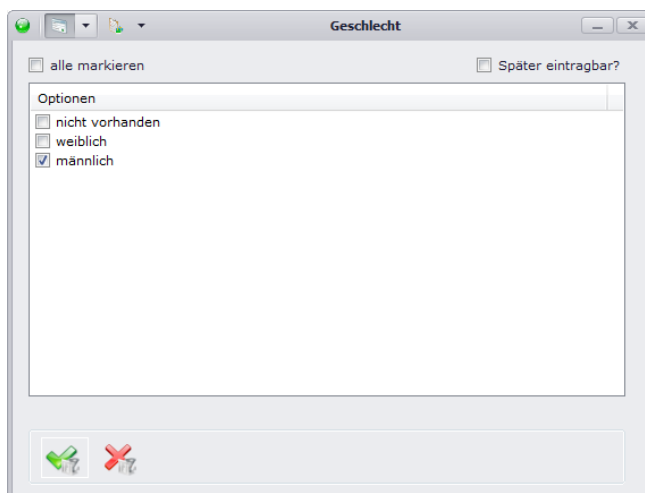 Geschlecht
alle markieren
Später eintragbar?
Optionen
nicht vorhanden
weiblich
männlich